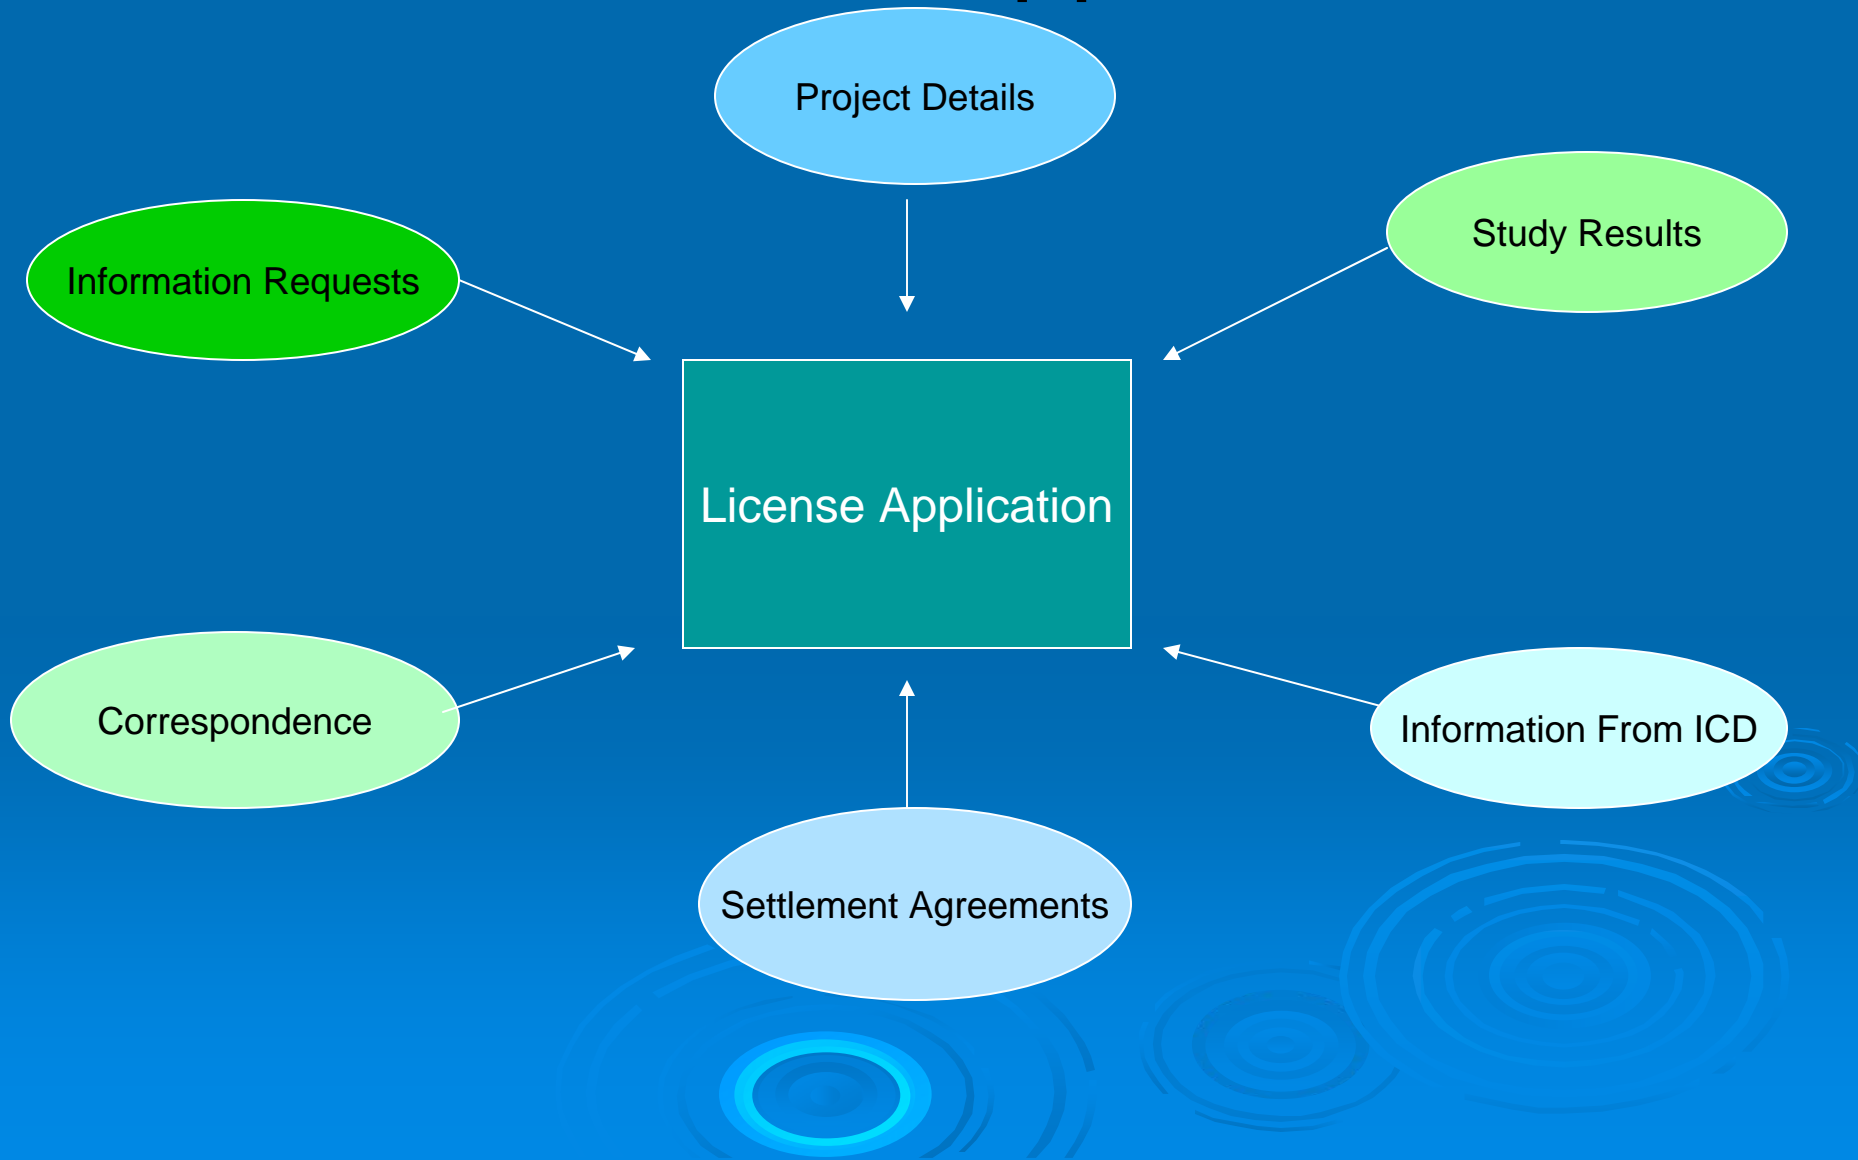 Project Details
Study Results
Information Requests
License Application
Correspondence
Information From ICD
Settlement Agreements